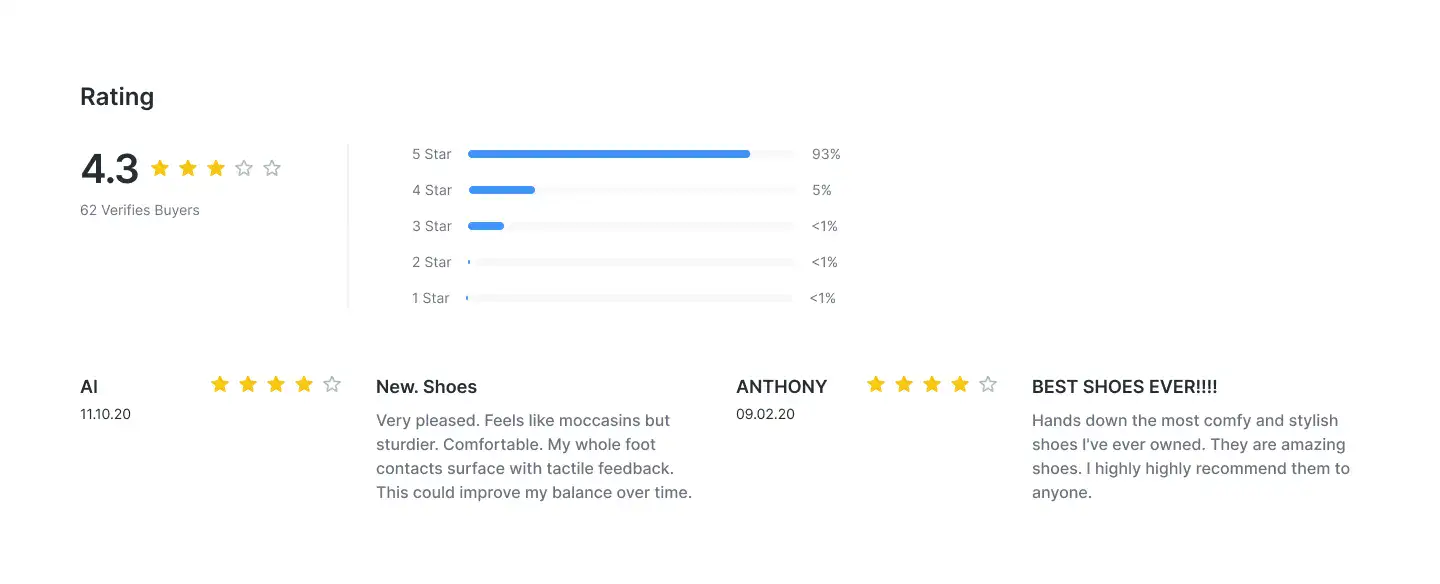 Rating
4.3
62 Verifies Buyers
5 Star 93%
4 Star 5%
3 Star <1%
2 Star <1%
1 Star <1%
Al
11.10.20
New. Shoes
Very pleased. Feels like moccasins but
sturdier. Comfortable. My whole foot
contacts surface with tactile feedback.
This could improve my balance over time.
ANTHONY
09.02.20
BEST SHOES EVER!!!!
Hands down the most comfy and stylish
shoes I've ever owned. They are amazing
shoes. I highly highly recommend them to
anyone.